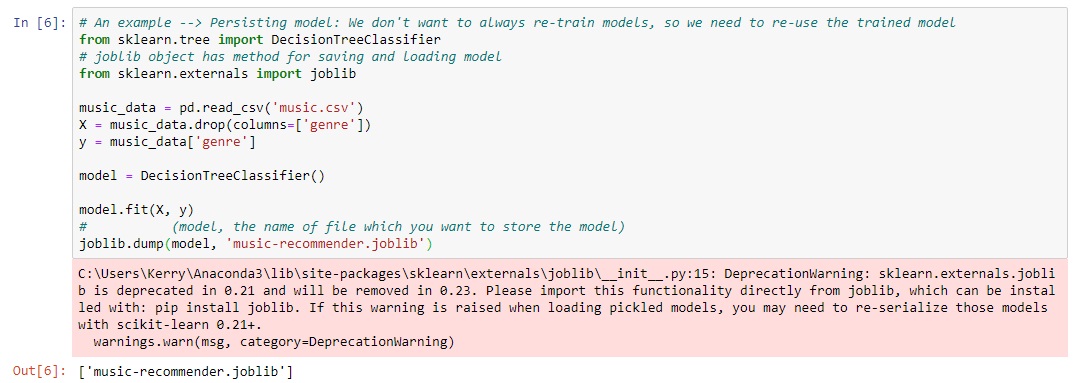 In [6]: # An example --> Persisting model: We don't want to always re-train models, so we need to re-use the trained model
from sklearn.tree import DecisionTreeClassifier
# joblib object has method for saving and loading model
from sklearn.externals import joblib
music_data = pd.read_csv('music.csv')
X = music_data.drop(columns=['genre'])
y = music_data['genre']
model = DecisionTreeClassifier()
model.fit(X, y)
# (model, the name of file which you want to store the model)
joblib.dump(model, 'music-recommender.joblib')
C:\Users\Kerry\Anaconda3\lib\site-packages\sklearn\externals\joblib\__init__.py:15: DeprecationWarning: sklearn.externals.jobli
b is deprecated in 0.21 and will be removed in 0.23. Please import this functionality directly from joblib, which can be instal
led with: pip install joblib. If this warning is raised when loading pickled models, you may need to re-serialize those models
with scikit-learn 0.21+.
warnings.warn(msg, category=DeprecationWarning)
Out[6]: ['music-recommender.joblib']